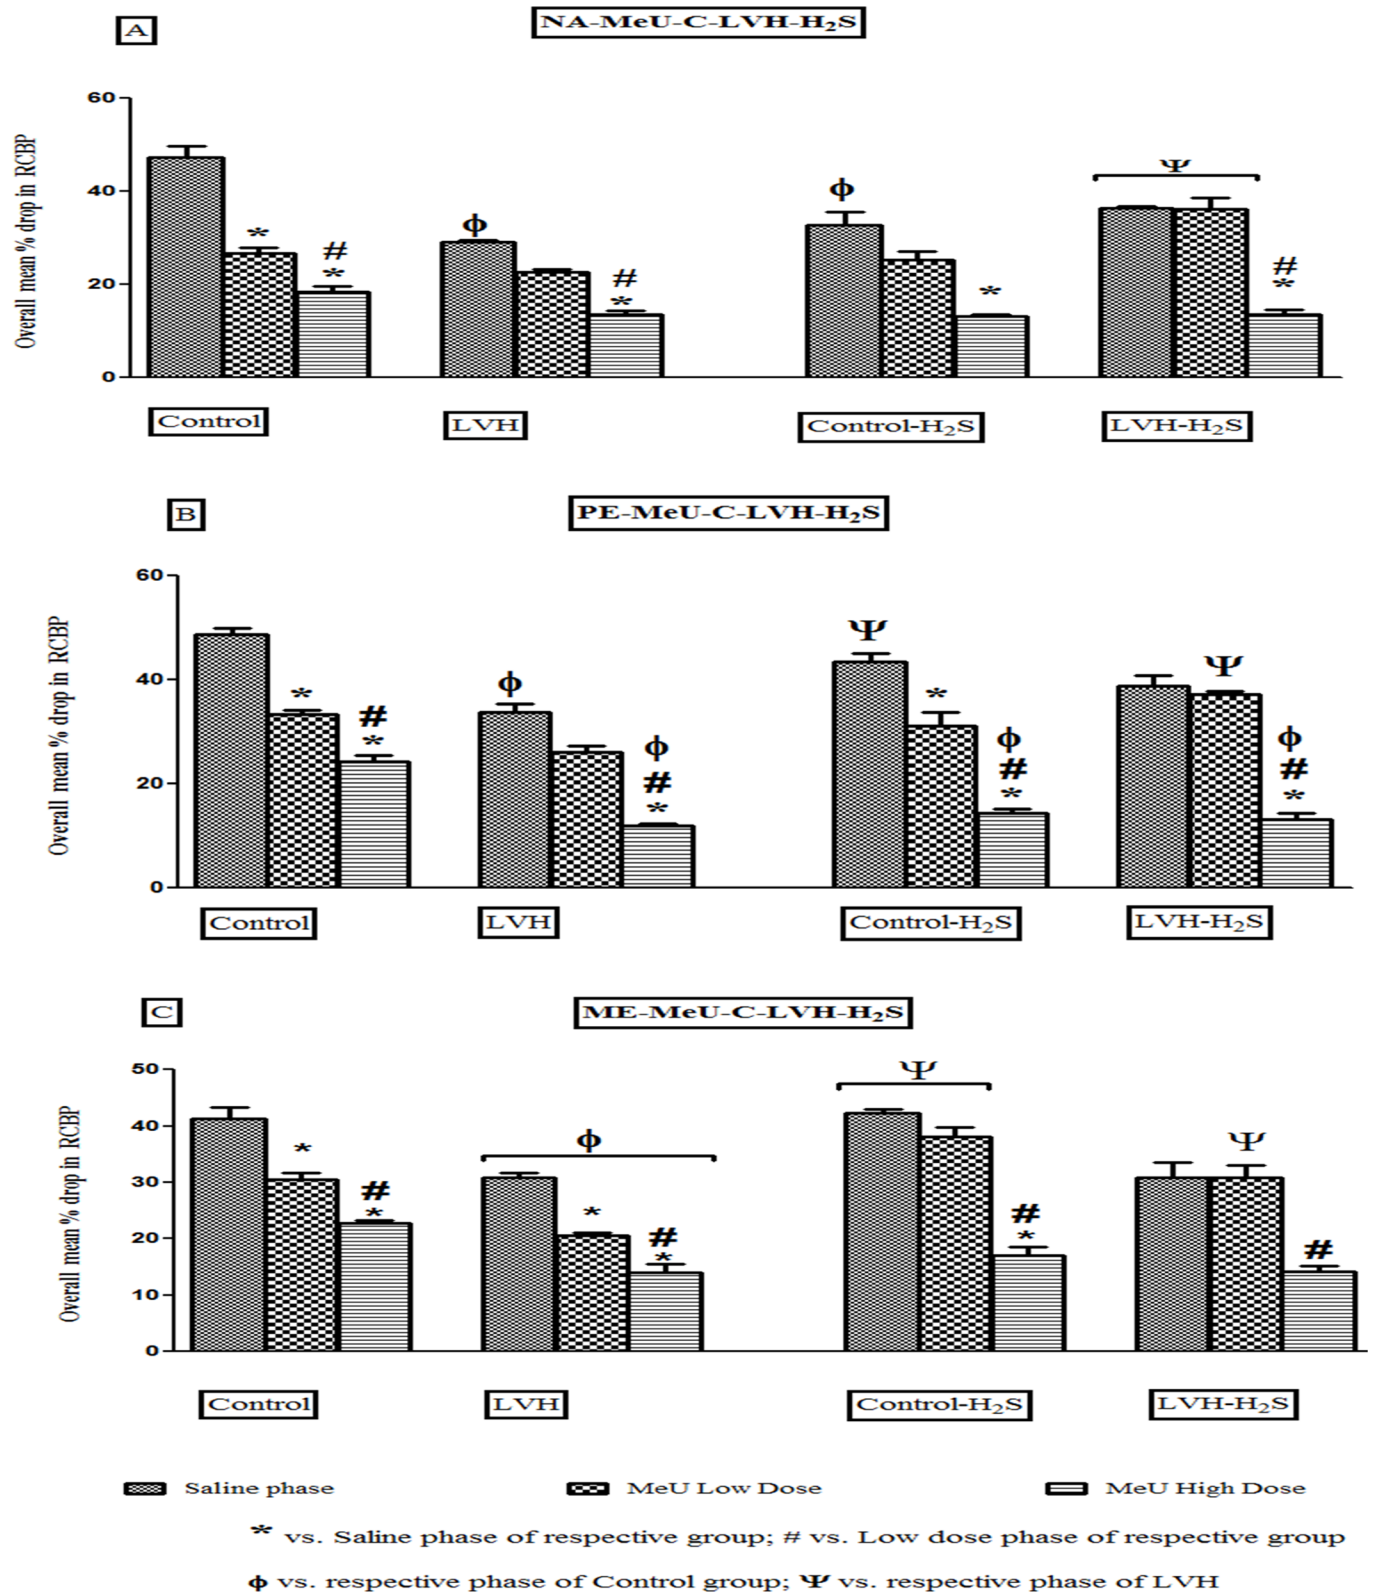 A
NA-MeU-C-LVH-H₂S
Overall mean % drop in RCBP
60
40
20
0
*
#
*
ϕ
#
*
ϕ
*
Ψ
#
*
Control
LVH
Control-H₂S
LVH-H₂S
B
PE-MeU-C-LVH-H₂S
Overall mean % drop in RCBP
60
40
20
0
*
#
*
ϕ
ϕ
#
*
Ψ
*
ϕ
#
*
Ψ
ϕ
#
*
Control
LVH
Control-H₂S
LVH-H₂S
C
ME-MeU-C-LVH-H₂S
Overall mean % drop in RCBP
50
40
30
20
10
0
*
#
*
ϕ
*
#
*
Ψ
#
*
Ψ
#
Control
LVH
Control-H₂S
LVH-H₂S
Saline phase MeU Low Dose MeU High Dose
* vs. Saline phase of respective group; # vs. Low dose phase of respective group
ϕ vs. respective phase of Control group; Ψ vs. respective phase of LVH